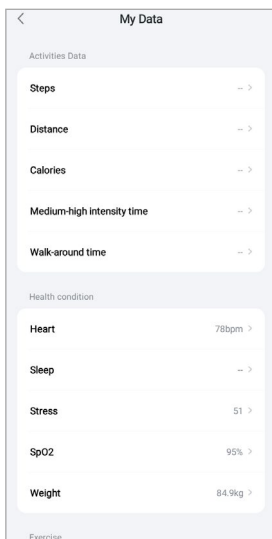 My Data
Activities Data
Steps --
Distance --
Calories --
Medium-high intensity time --
Walk-around time --
Health condition
Heart 78bpm
Sleep --
Stress 51
SpO2 95%
Weight 84.9kg
Exercise